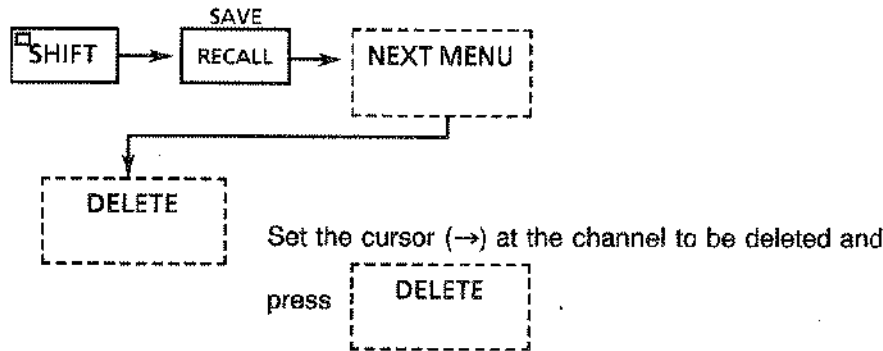 SAVE
SHIFT RECALL NEXT MENU
DELETE
Set the cursor (→) at the channel to be deleted and
press DELETE .